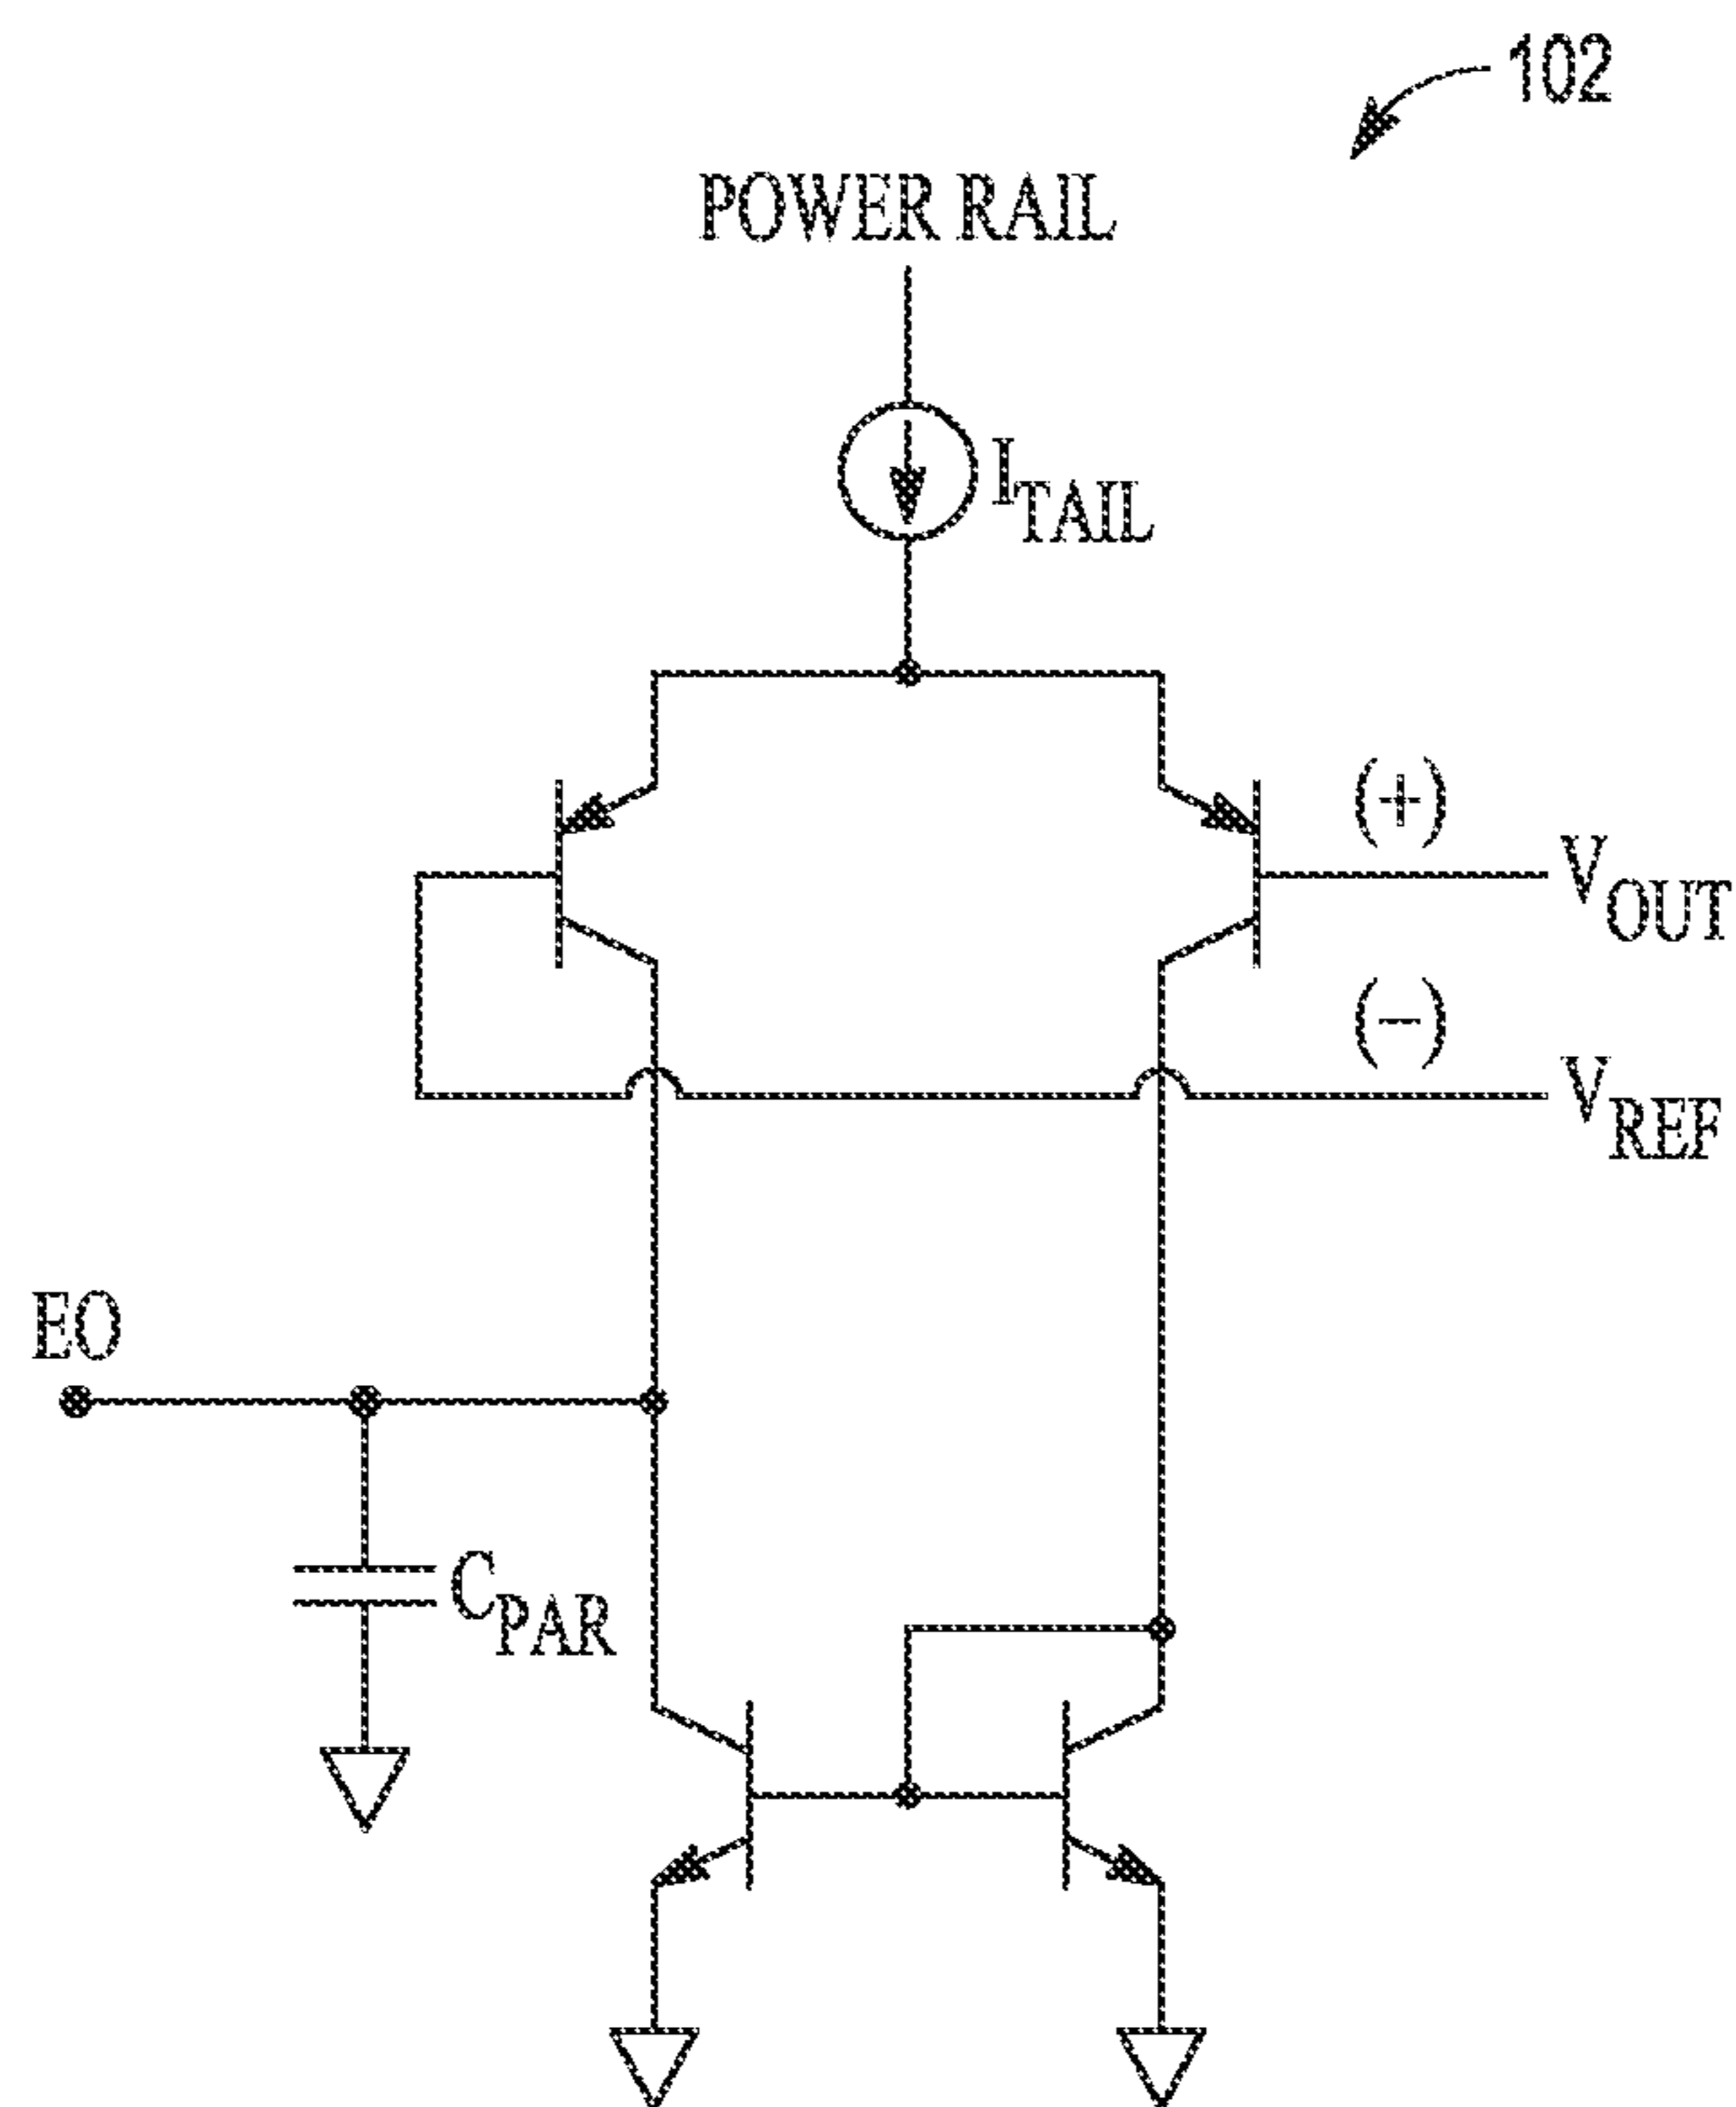 102
POWER RAIL
I_TAIL
(+)
V_OUT
(-)
V_REF
EO
C_PAR